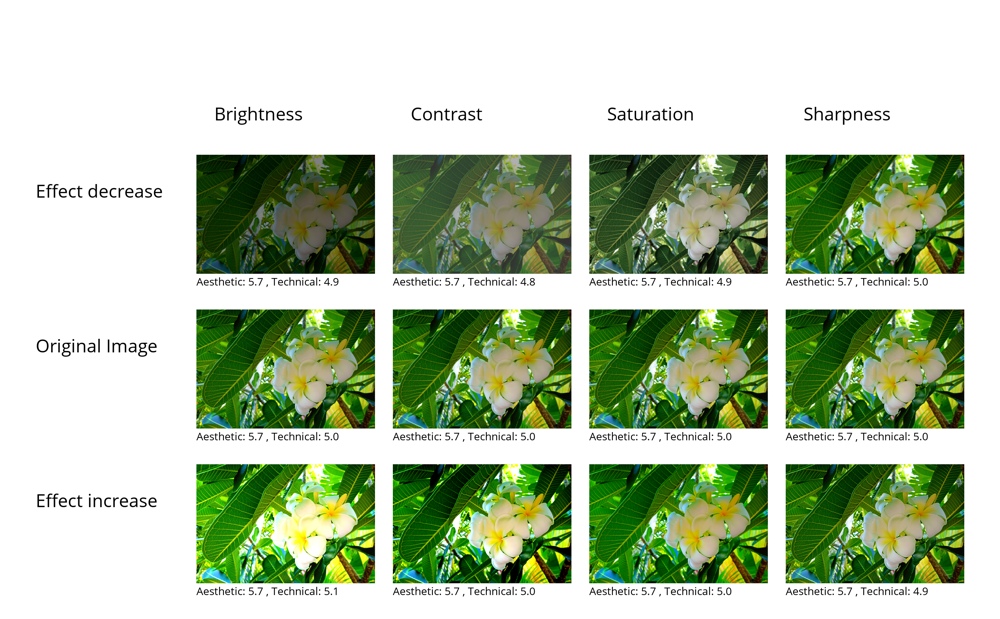 Brightness Contrast Saturation Sharpness
Effect decrease
Aesthetic: 5.7 , Technical: 4.9 Aesthetic: 5.7 , Technical: 4.8 Aesthetic: 5.7 , Technical: 4.9 Aesthetic: 5.7 , Technical: 5.0
Original Image
Aesthetic: 5.7 , Technical: 5.0 Aesthetic: 5.7 , Technical: 5.0 Aesthetic: 5.7 , Technical: 5.0 Aesthetic: 5.7 , Technical: 5.0
Effect increase
Aesthetic: 5.7 , Technical: 5.1 Aesthetic: 5.7 , Technical: 5.0 Aesthetic: 5.7 , Technical: 5.0 Aesthetic: 5.7 , Technical: 4.9